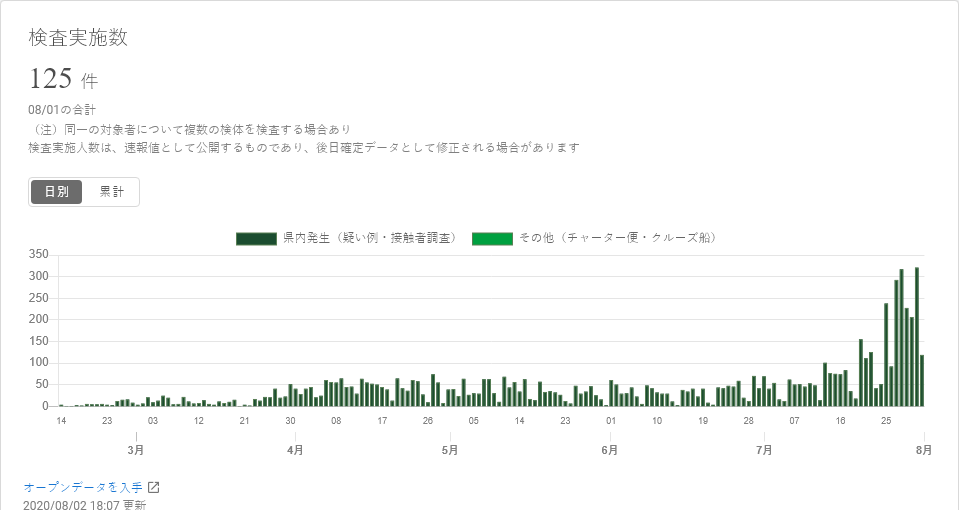 検査実施数
125 件
08/01の合計
（注）同一の対象者について複数の検体を検査する場合あり
検査実施人数は、速報値として公開するものであり、後日確定データとして修正される場合があります
日別 累計
県内発生（疑い例・接触者調査） その他（チャーター便・クルーズ船）
350
300
250
200
150
100
50
0
14 23 03 12 21 30 08 17 26 05 14 23 01 10 19 28 07 16 25
3月 4月 5月 6月 7月 8月
オープンデータを入手
2020/08/02 18:07 更新